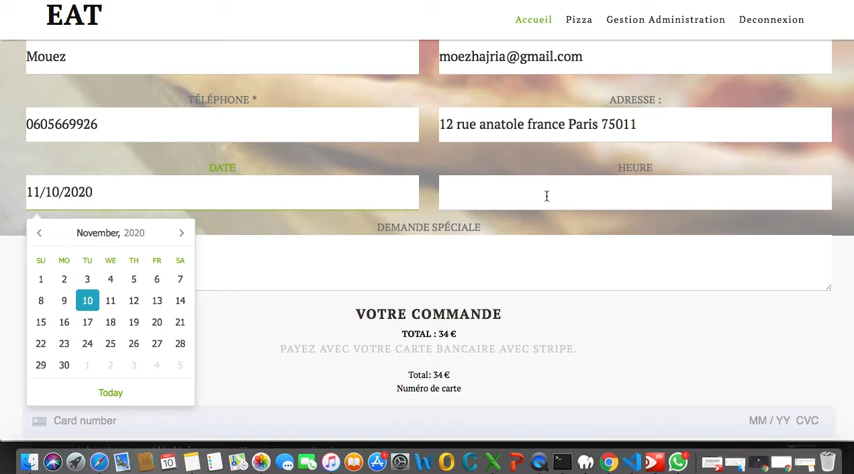 EAT
Accueil Pizza Gestion Administration Deconnexion
Mouez moezhajria@gmail.com
TÉLÉPHONE * ADRESSE :
0605669926 12 rue anatole france Paris 75011
DATE HEURE
11/10/2020
DEMANDE SPÉCIALE
November, 2020
SU MO TU WE TH FR SA
1 2 3 4 5 6 7
8 9 10 11 12 13 14
15 16 17 18 19 20 21
22 23 24 25 26 27 28
29 30 1 2 3 4 5
Today
VOTRE COMMANDE
TOTAL : 34 €
PAYEZ AVEC VOTRE CARTE BANCAIRE AVEC STRIPE.
Total: 34 €
Numéro de carte
Card number MM / YY CVC